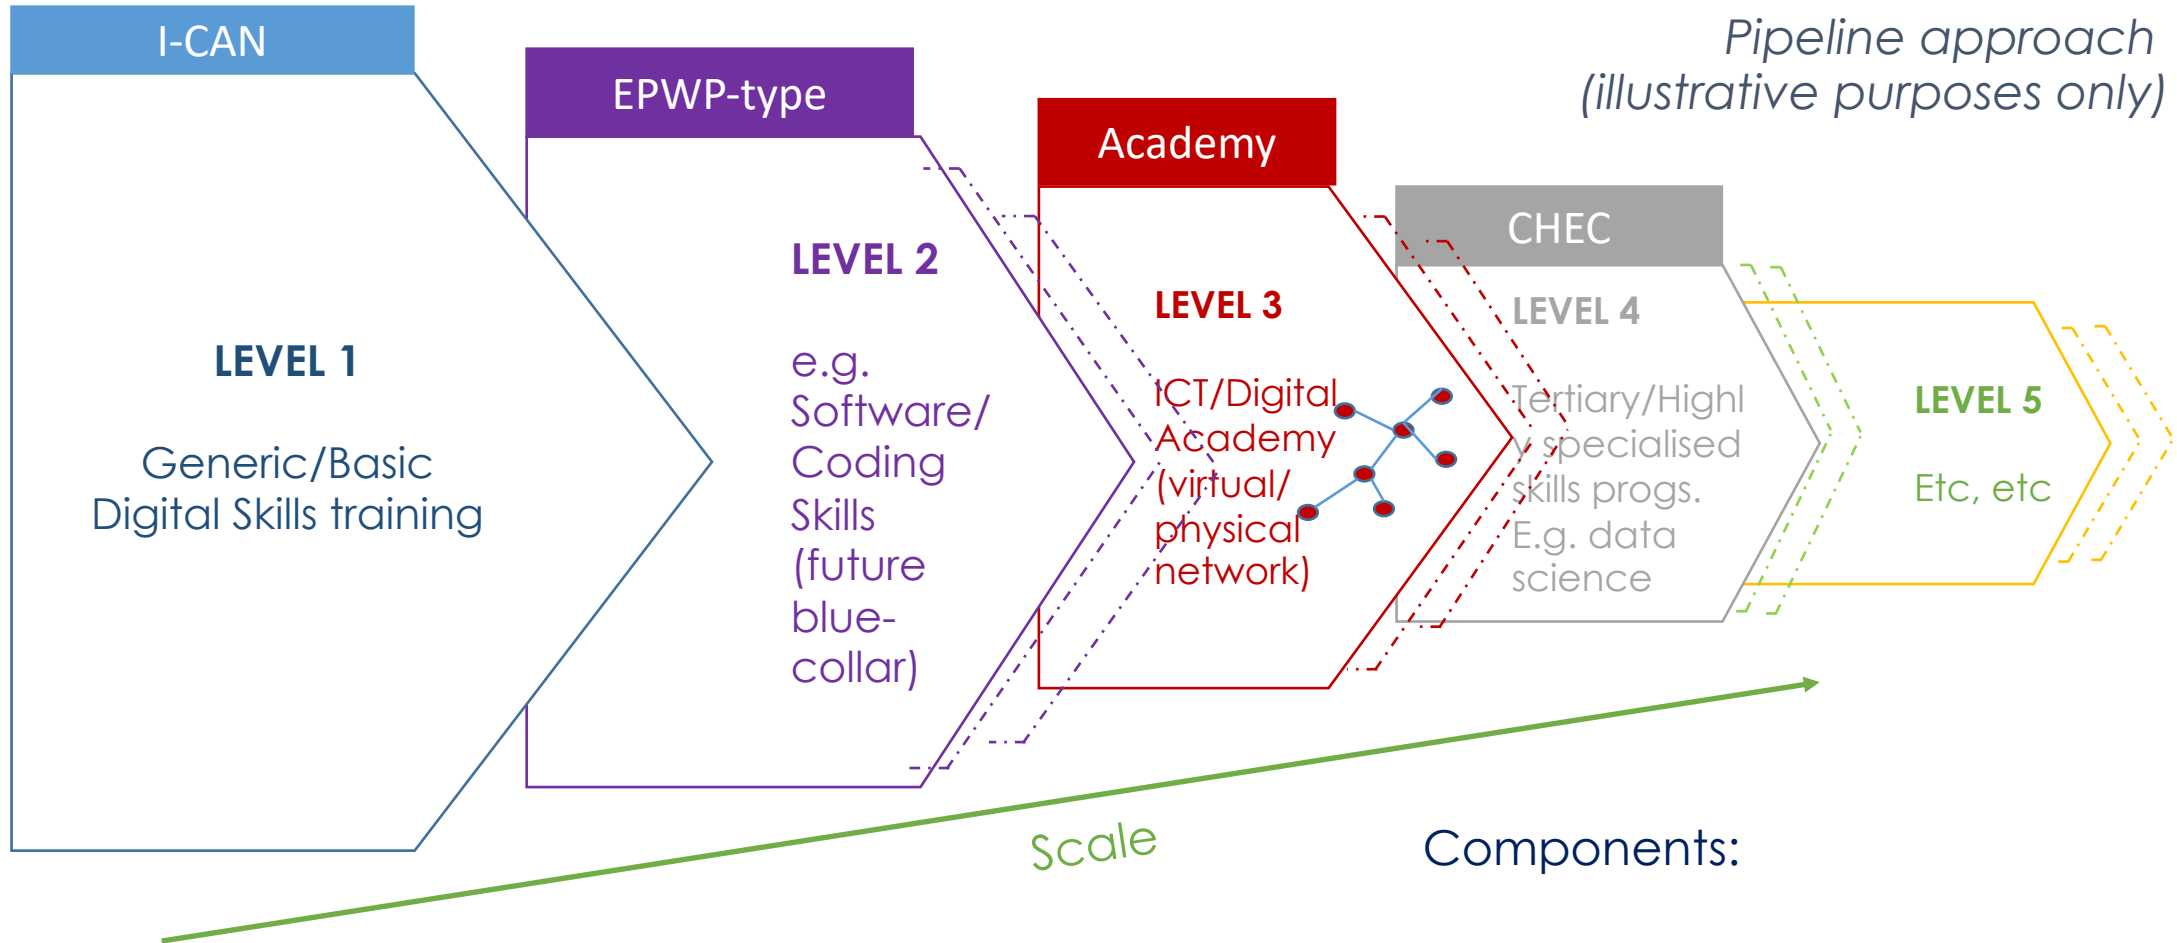 I-CAN
LEVEL 1
Generic/Basic
Digital Skills training
EPWP-type
LEVEL 2
e.g.
Software/
Coding
Skills
(future
blue-
collar)
Academy
LEVEL 3
ICT/Digital
Academy
(virtual/
physical
network)
CHEC
LEVEL 4
Tertiary/Highl
y specialised
skills progs.
E.g. data
science
LEVEL 5
Etc, etc
Pipeline approach
(illustrative purposes only)
Scale
Components: